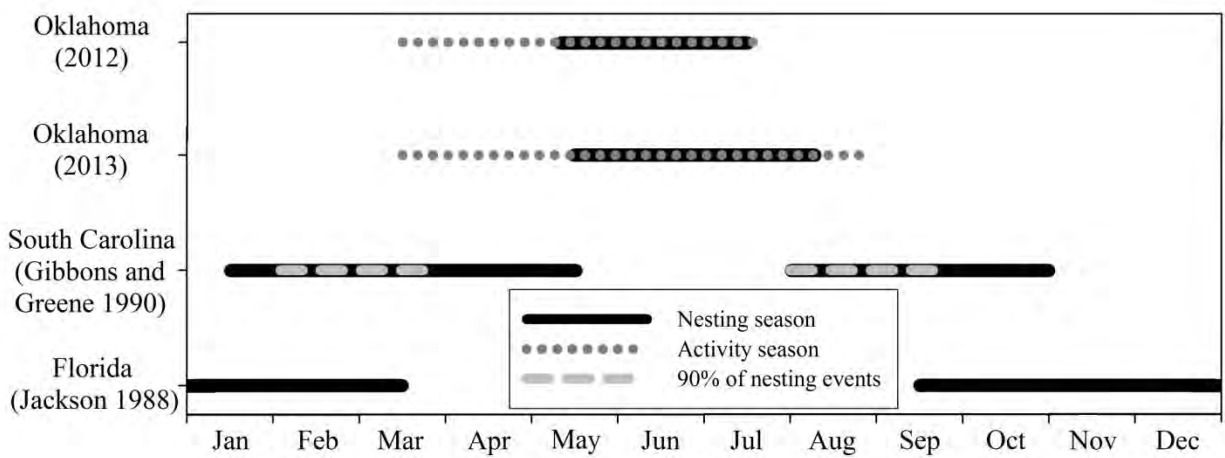 Oklahoma
(2012)
Oklahoma
(2013)
South Carolina
(Gibbons and
Greene 1990)
Florida
(Jackson 1988)
Nesting season
Activity season
90% of nesting events
Jan Feb Mar Apr May Jun Jul Aug Sep Oct Nov Dec